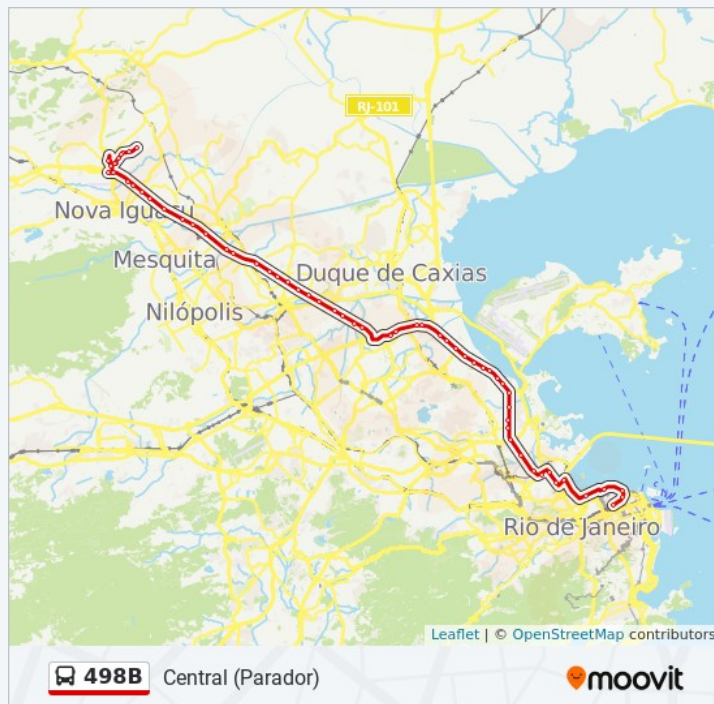 RJ-101
Nova Iguaçu
Mesquita
Duque de Caxias
Nilópolis
Rio de Janeiro
Leaflet | © OpenStreetMap contributors
498B Central (Parador)
moovit